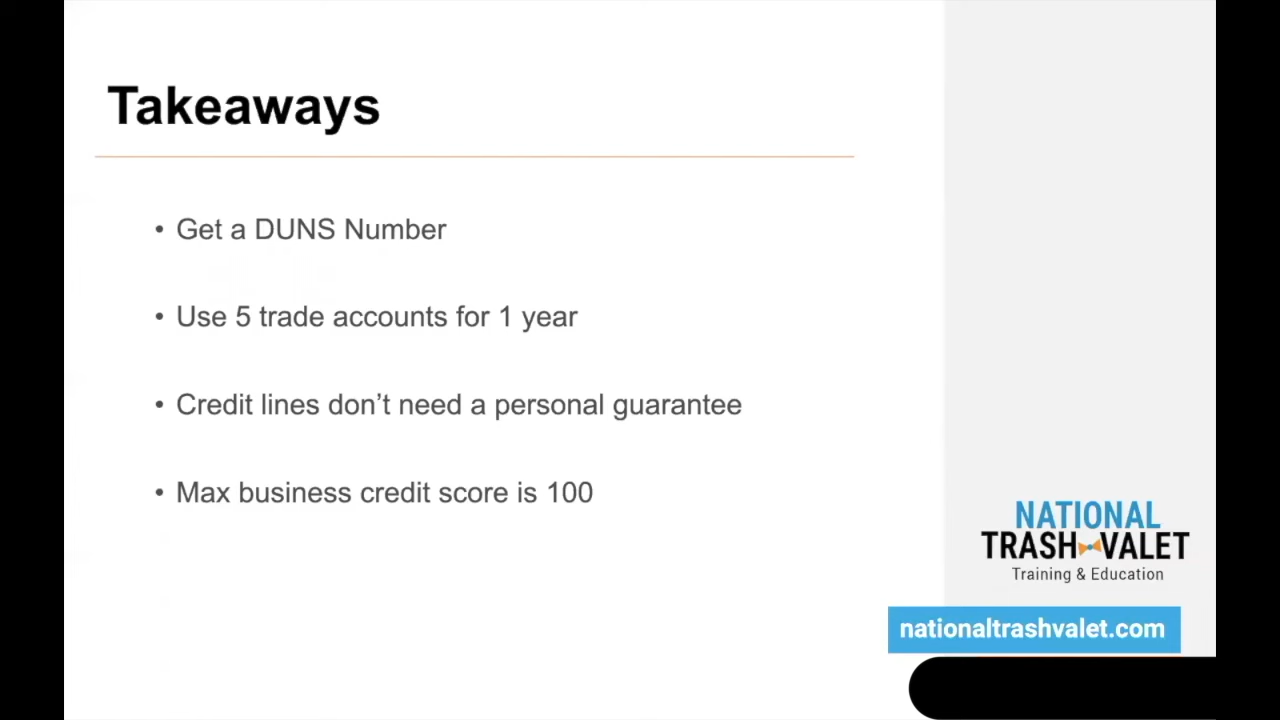 Takeaways
• Get a DUNS Number
• Use 5 trade accounts for 1 year
• Credit lines don’t need a personal guarantee
• Max business credit score is 100
NATIONAL
TRASH VALET
Training & Education
nationaltrashvalet.com